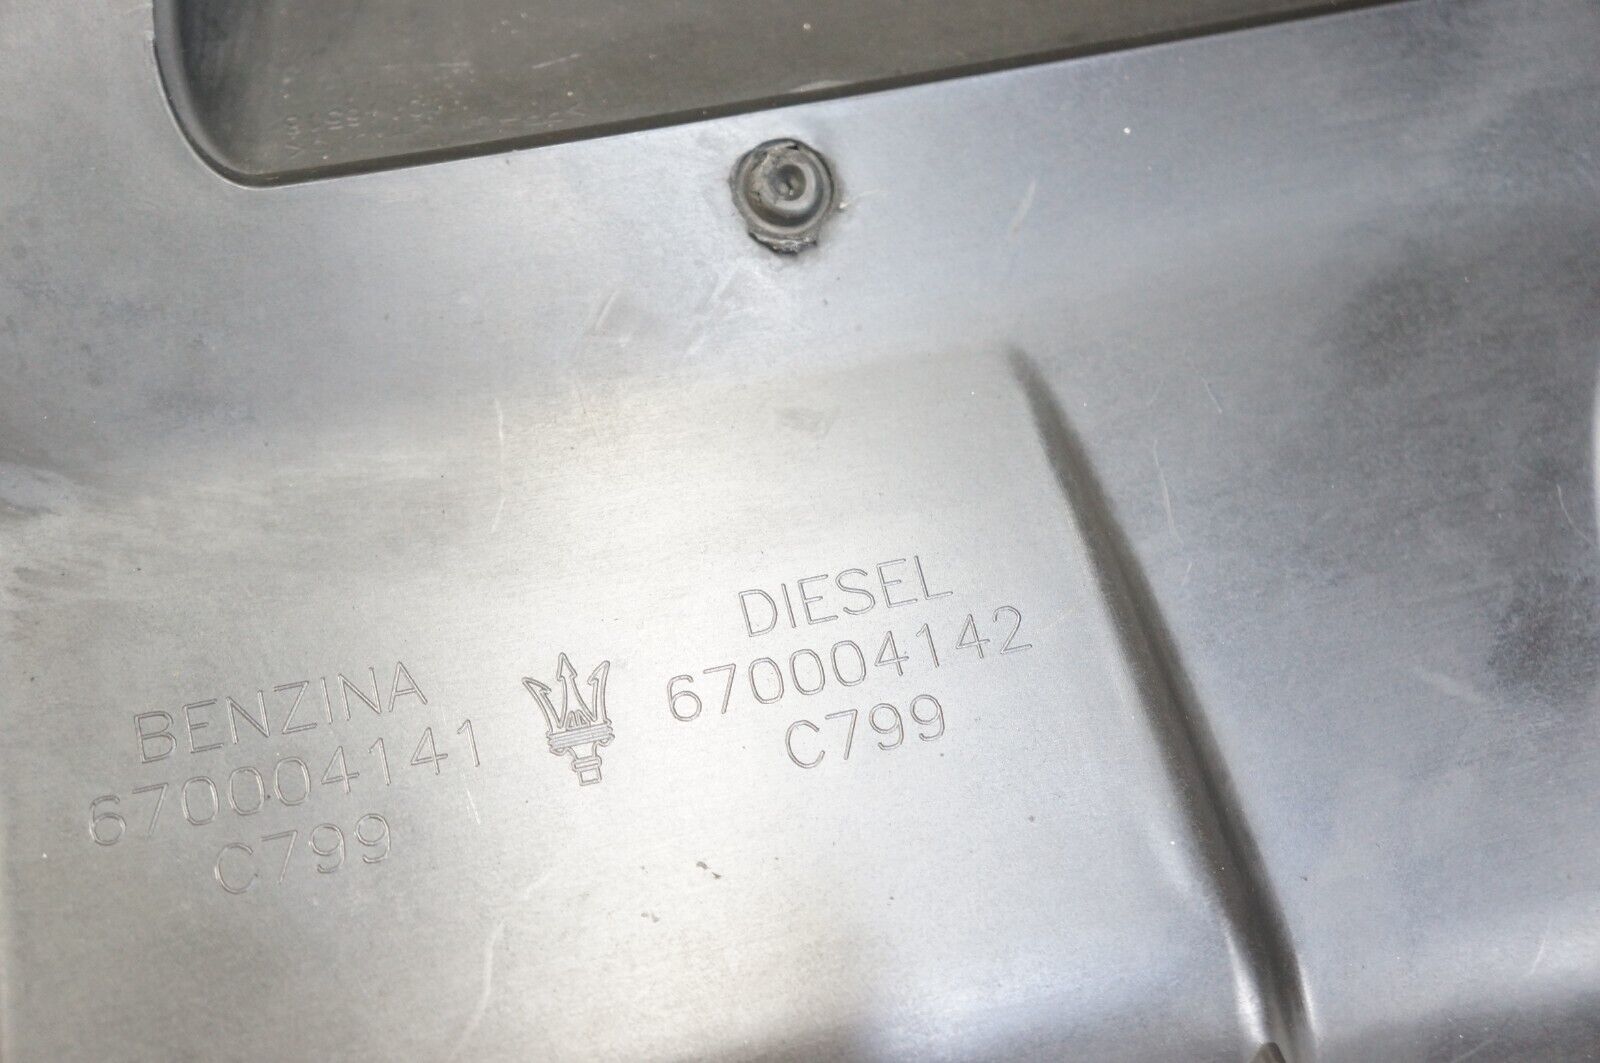 BENZINA
670004141
C799
DIESEL
670004142
C799